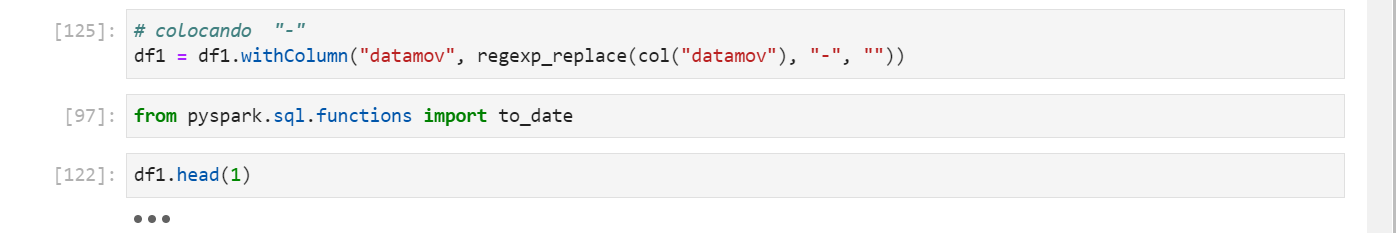 [125]: # colocando  "-"
df1 = df1.withColumn("datamov", regexp_replace(col("datamov"), "-", ""))
[97]: from pyspark.sql.functions import to_date
[122]: df1.head(1)